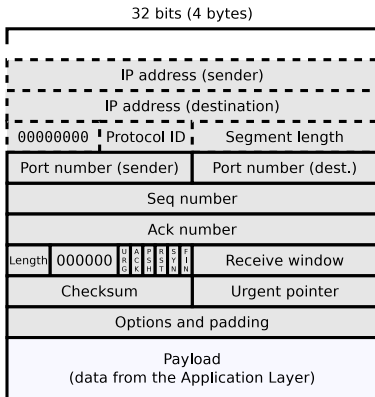 32 bits (4 bytes)
IP address (sender)
IP address (destination)
00000000 Protocol ID Segment length
Port number (sender) Port number (dest.)
Seq number
Ack number
Length 000000 URG ACK PSH RST SYN FIN Receive window
Checksum Urgent pointer
Options and padding
Payload
(data from the Application Layer)